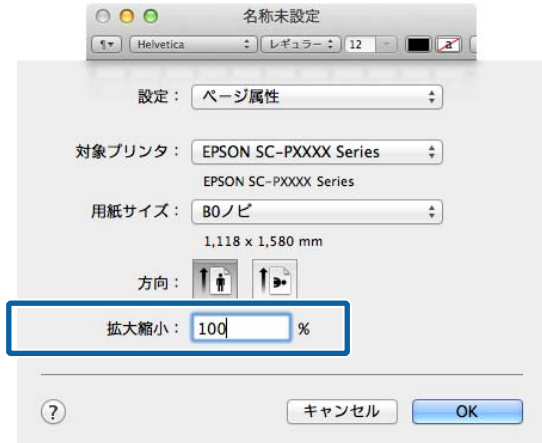 名称未設定
¶ Helvetica レギュラー 12 a
設定： ページ属性
対象プリンタ： EPSON SC-PXXXX Series
EPSON SC-PXXXX Series
用紙サイズ： B0ノビ
1,118 x 1,580 mm
方向：
拡大縮小： 100 %
? キャンセル OK